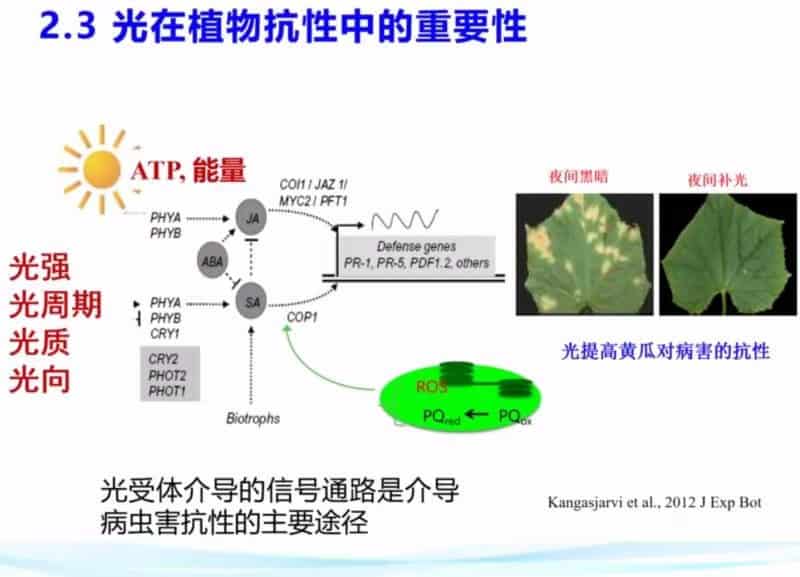 2.3 光在植物抗性中的重要性
ATP, 能量
COI1 / JAZ 1/
MYC2 / PFT1
PHYA
PHYB
JA
ABA
Defense genes
PR-1, PR-5, PDF1.2, others
光强
光周期
光质
光向
PHYA
PHYB
CRY1
SA
COP1
CRY2
PHOT2
PHOT1
Biotrophs
ROS
PQred
PQox
夜间黑暗
夜间补光
光提高黄瓜对病害的抗性
光受体介导的信号通路是介导
病虫害抗性的主要途径
Kangasjarvi et al., 2012 J Exp Bot